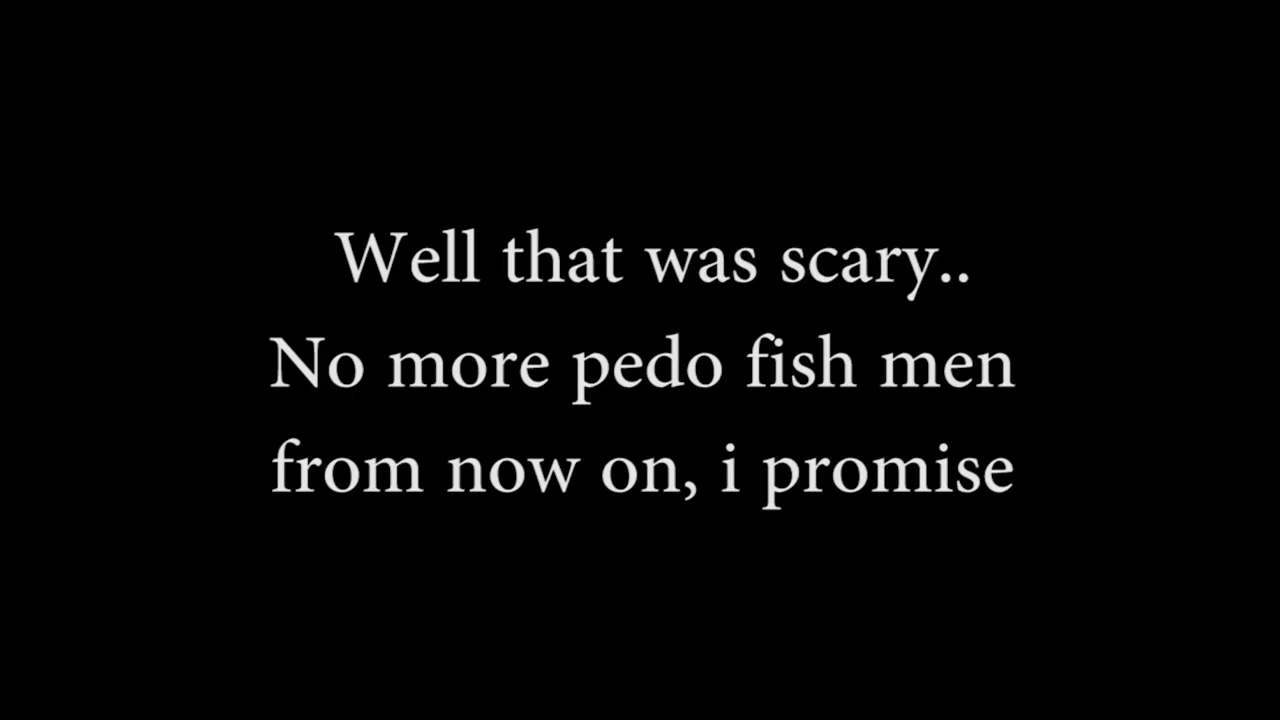 Well that was scary..
No more pedo fish men
from now on, i promise